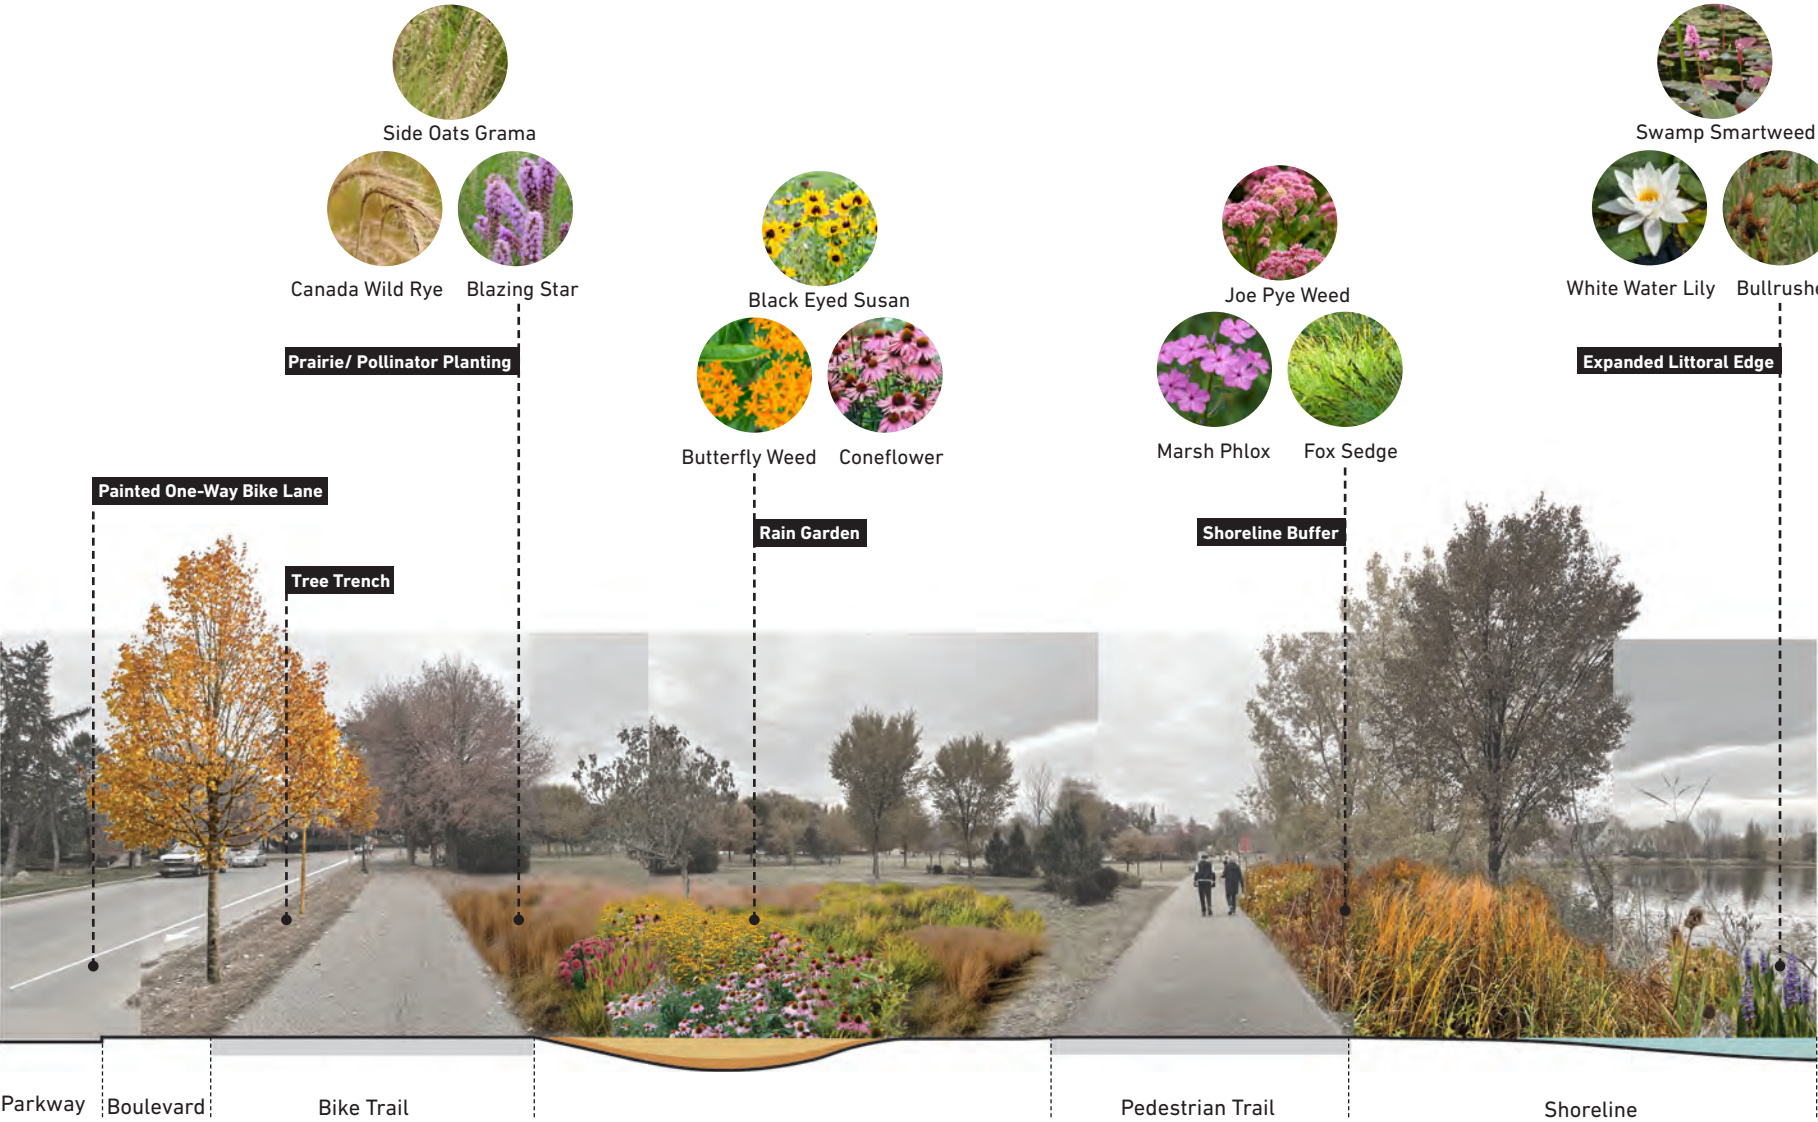 Side Oats Grama
Swamp Smartweed
Canada Wild Rye
Blazing Star
Black Eyed Susan
Joe Pye Weed
White Water Lily
Bullrushe
Prairie/ Pollinator Planting
Expanded Littoral Edge
Butterfly Weed
Coneflower
Marsh Phlox
Fox Sedge
Painted One-Way Bike Lane
Rain Garden
Shoreline Buffer
Tree Trench
Parkway
Boulevard
Bike Trail
Pedestrian Trail
Shoreline